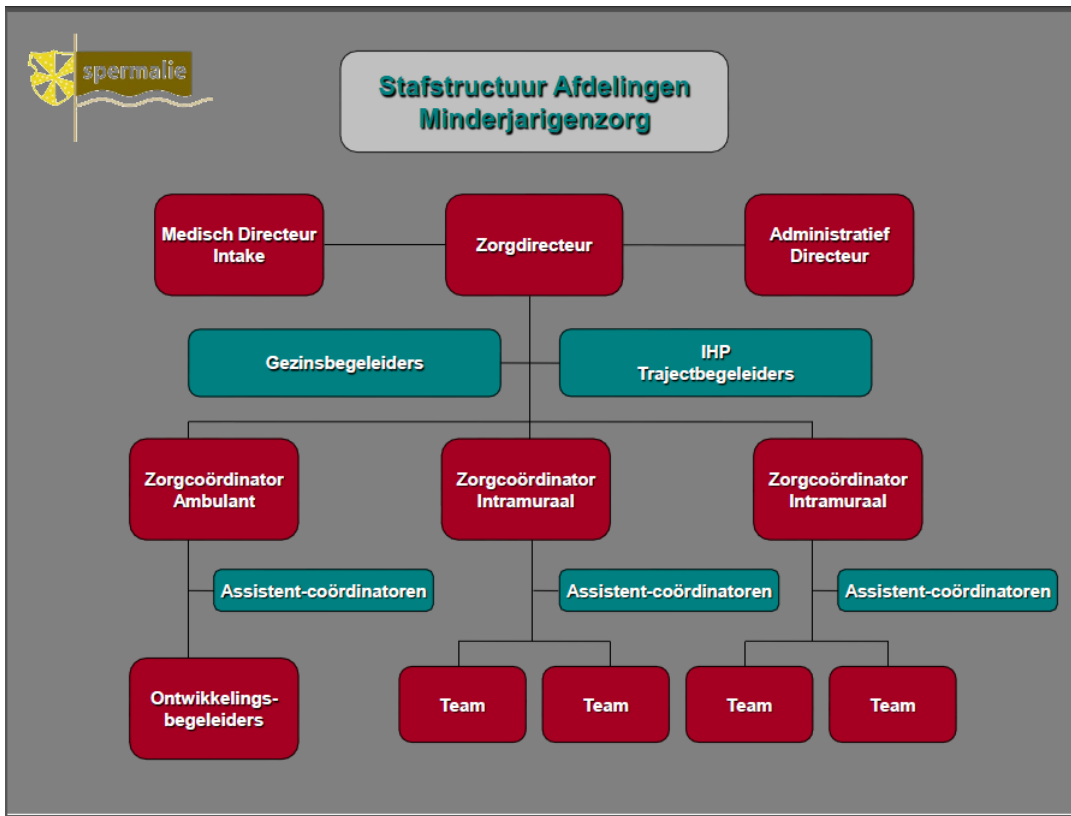 spermalie
Stafstructuur Afdelingen
Minderjarigenzorg
Medisch Directeur
Intake
Zorgdirecteur
Administratief
Directeur
Gezinsbegeleiders
IHP
Trajectbegeleiders
Zorgcoördinator
Ambulant
Zorgcoördinator
Intramuraal
Zorgcoördinator
Intramuraal
Assistent-coördinatoren
Assistent-coördinatoren
Assistent-coördinatoren
Ontwikkelings-
begeleiders
Team
Team
Team
Team